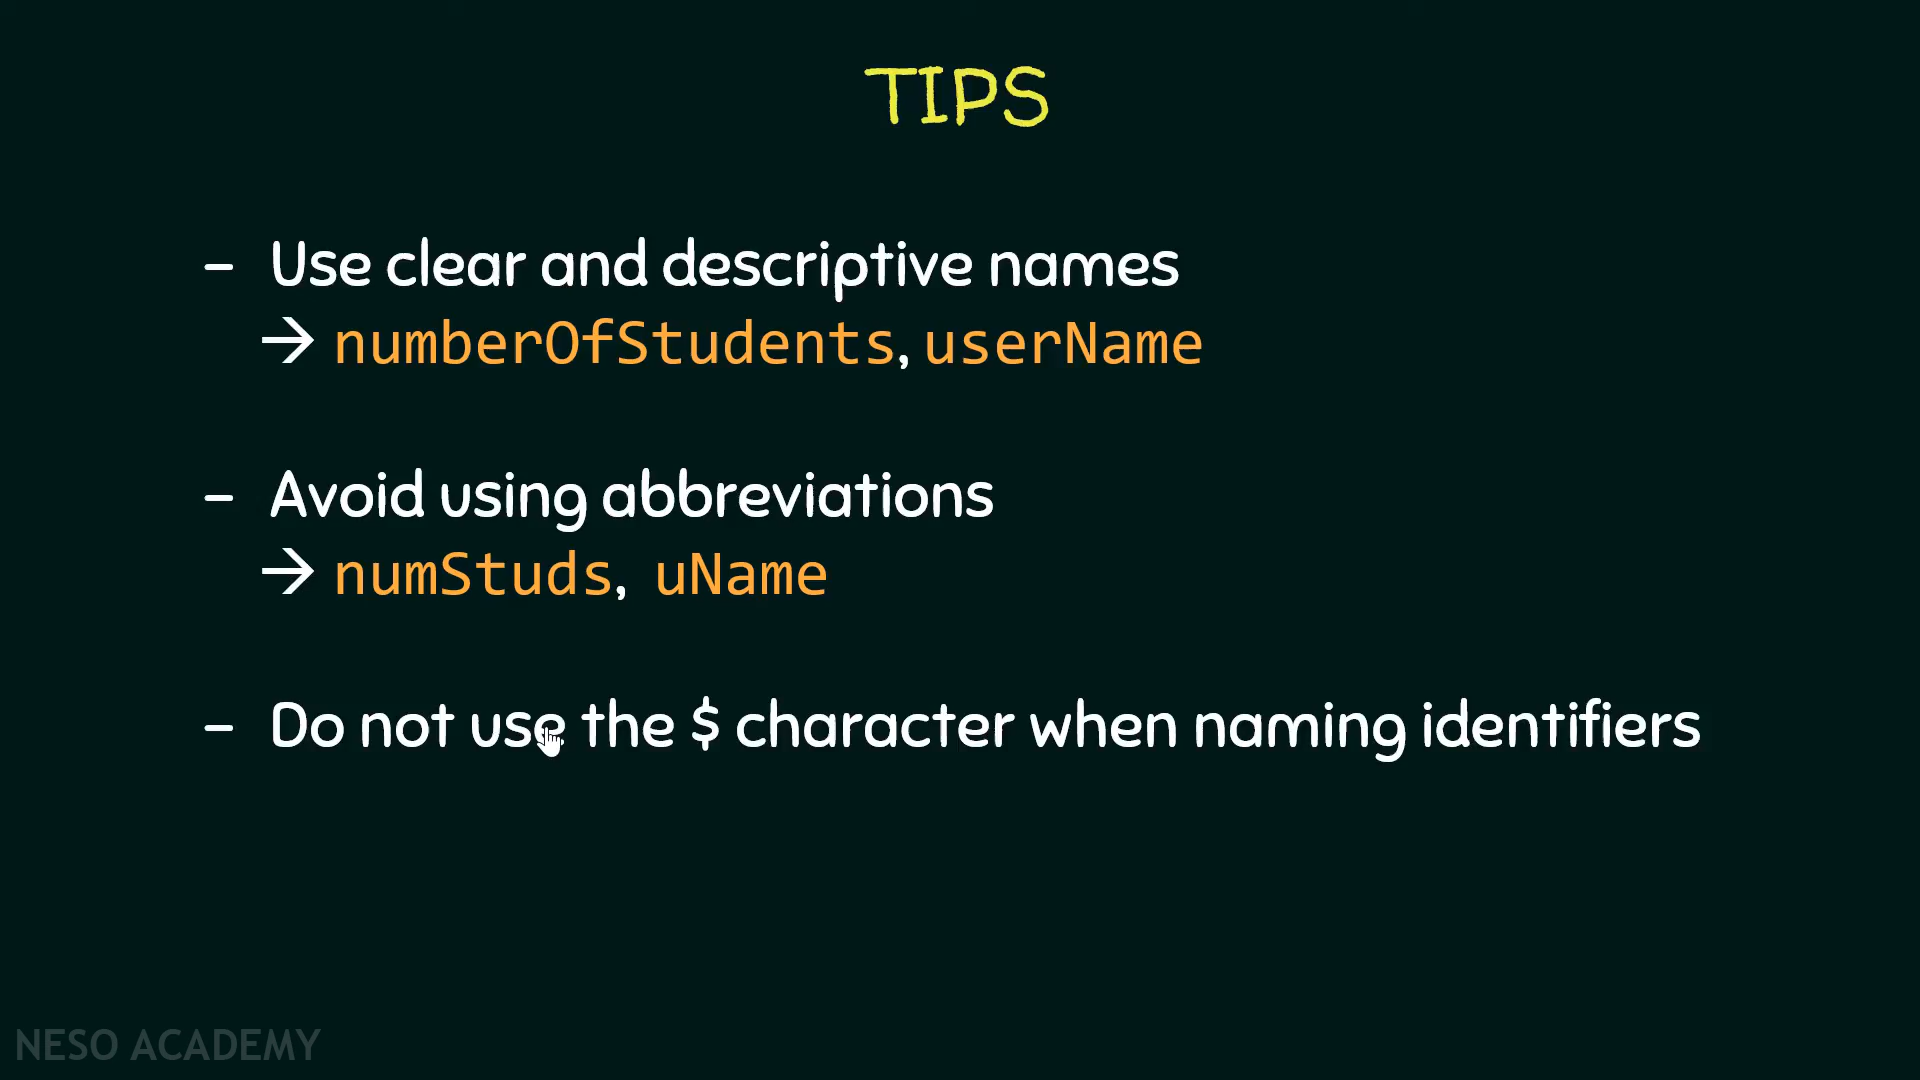 TIPS
- Use clear and descriptive names
→ numberOfStudents, userName
- Avoid using abbreviations
→ numStuds, uName
- Do not use the $ character when naming identifiers
NESO ACADEMY